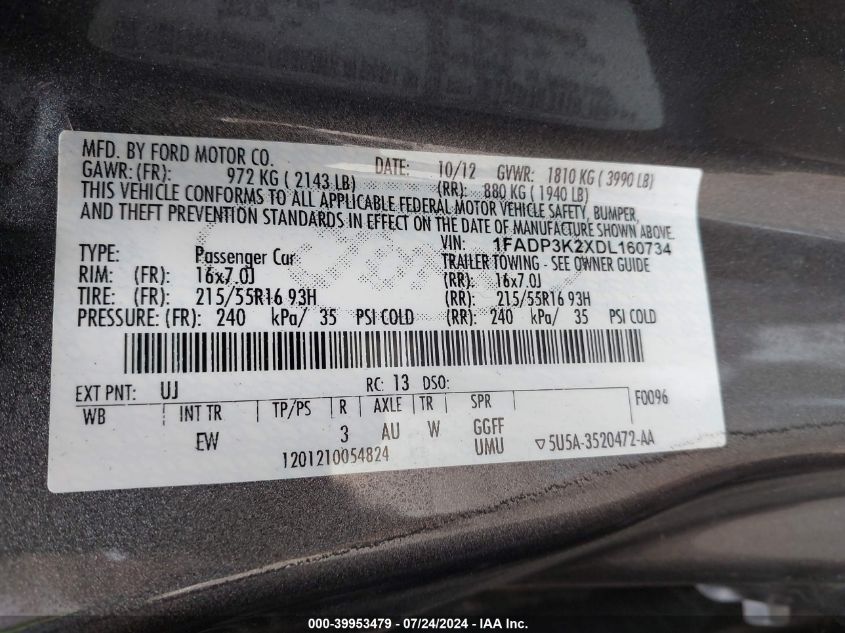 MFD. BY FORD MOTOR CO. DATE: 10/12 GVWR: 1810 KG ( 3990 LB)
GAWR: (FR): 972 KG ( 2143 LB) (RR): 880 KG ( 1940 LB)
THIS VEHICLE CONFORMS TO ALL APPLICABLE FEDERAL MOTOR VEHICLE SAFETY, BUMPER,
AND THEFT PREVENTION STANDARDS IN EFFECT ON THE DATE OF MANUFACTURE SHOWN ABOVE.
VIN: 1FADP3K2XDL160734
TYPE: Passenger Car TRAILER TOWING - SEE OWNER GUIDE
RIM: (FR): 16x7.0J (RR): 16x7.0J
TIRE: (FR): 215/55R16 93H (RR): 215/55R16 93H
PRESSURE: (FR): 240 kPa/ 35 PSI COLD (RR): 240 kPa/ 35 PSI COLD
EXT PNT: UJ RC: 13 DSO: F0096
WB INT TR TP/PS R AXLE TR SPR
EW 3 AU W GGFF
1201210054824 UMU ▽5U5A-3520472-AA
000-39953479 - 07/24/2024 - IAA Inc.